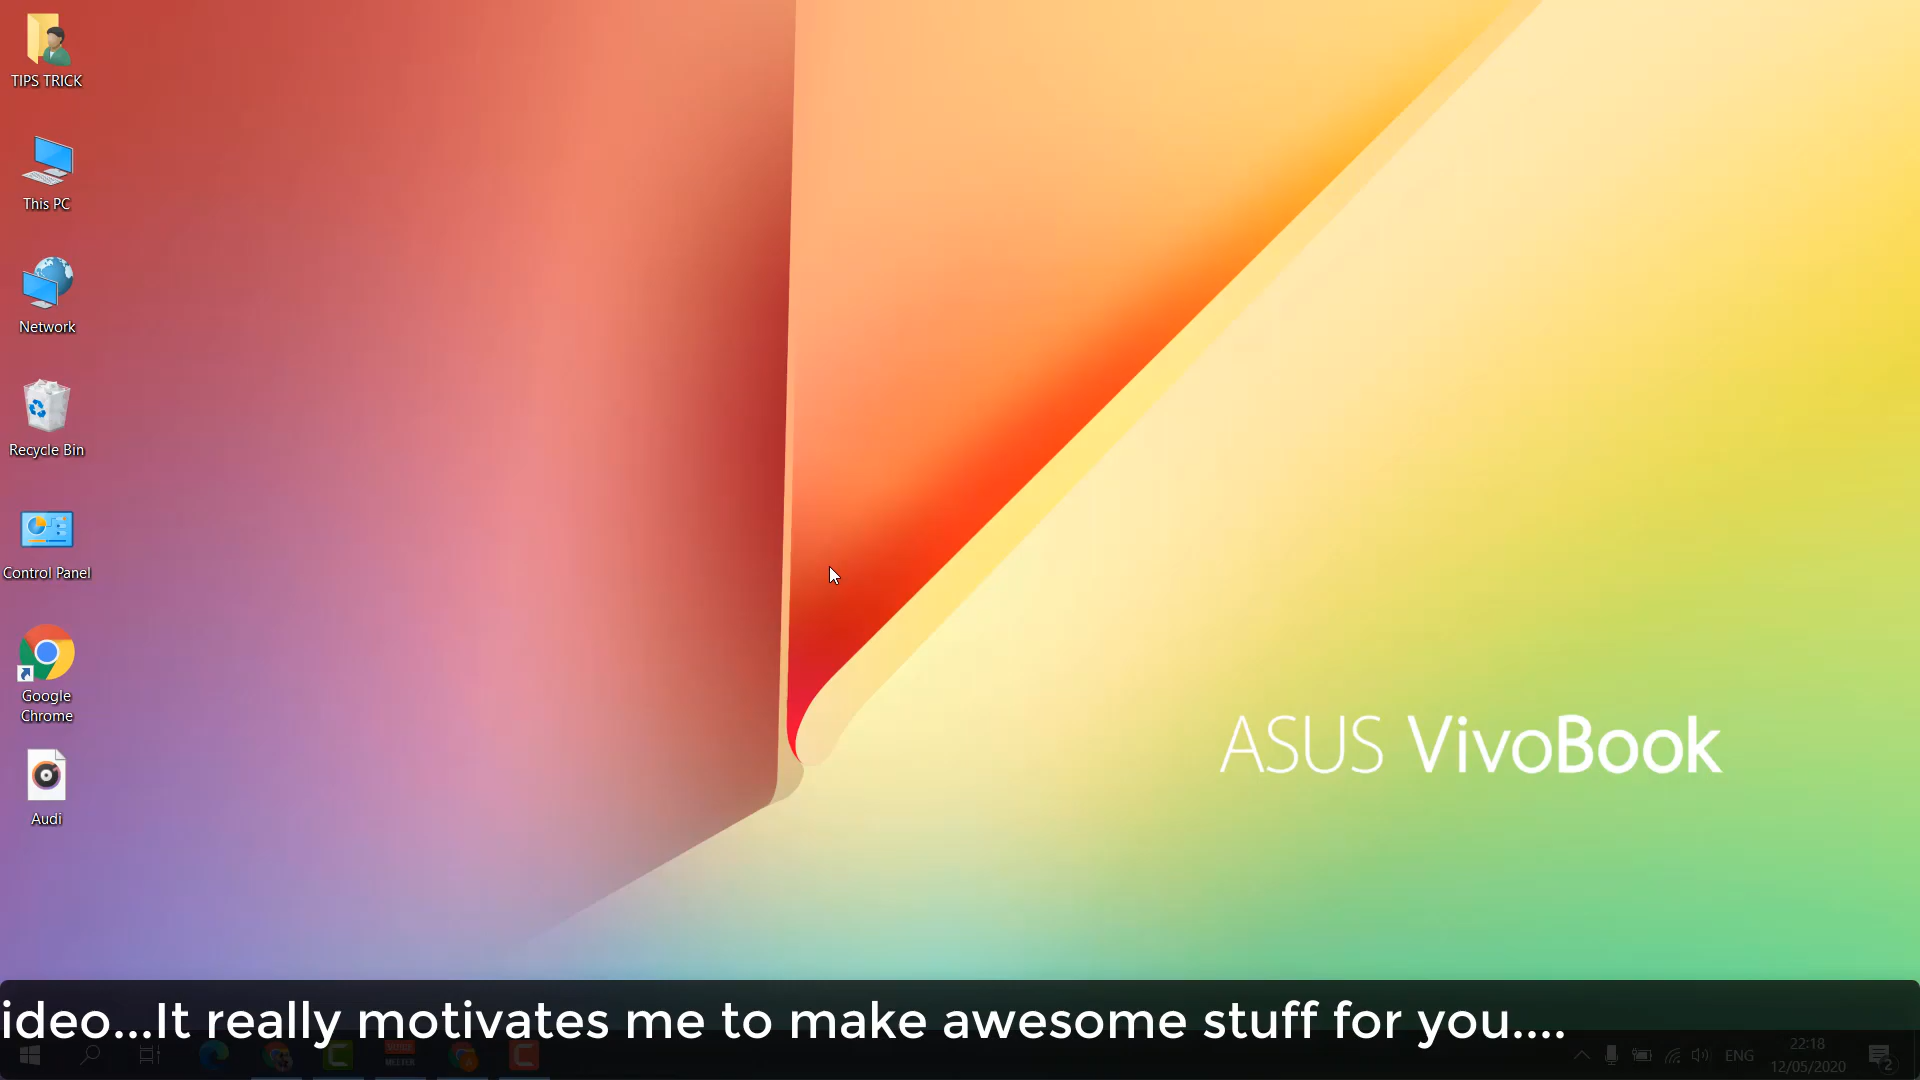 TIPS TRICK
This PC
Network
Recycle Bin
Control Panel
Google
Chrome
Audi
ASUS VivoBook
ideo...It really motivates me to make awesome stuff for you....
ENG
22:18
12/05/2020
2